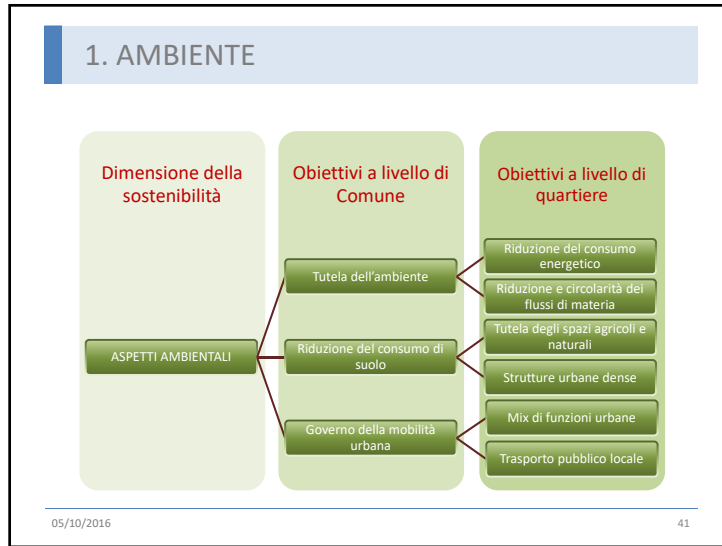 1. AMBIENTE
Dimensione della
sostenibilità
Obiettivi a livello di
Comune
Obiettivi a livello di
quartiere
ASPETTI AMBIENTALI
Tutela dell'ambiente
Riduzione del consumo di
suolo
Governo della mobilità
urbana
Riduzione del consumo
energetico
Riduzione e circolarità dei
flussi di materia
Tutela degli spazi agricoli e
naturali
Strutture urbane dense
Mix di funzioni urbane
Trasporto pubblico locale
05/10/2016
41